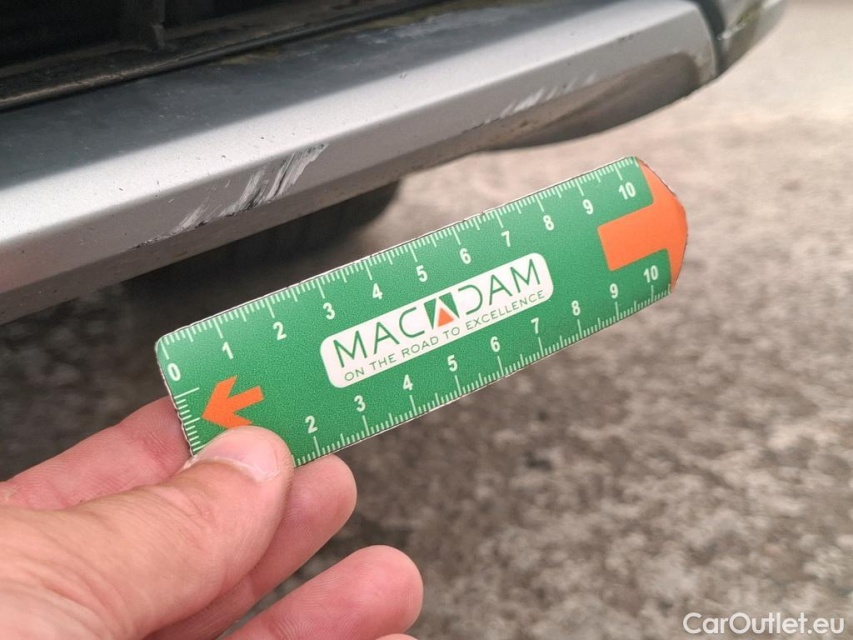 0 1 2 3 4 5 6 7 8 9 10
MACADAM
ON THE ROAD TO EXCELLENCE
2 3 4 5 6 7 8 9 10
CarOutlet.eu